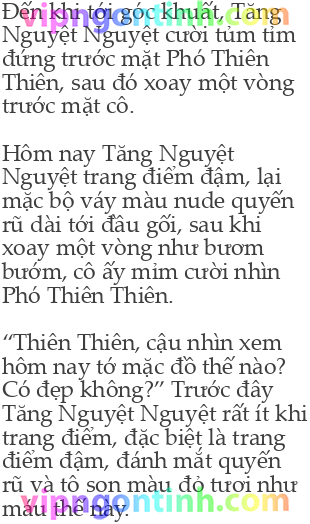 Đến khi tới góc khuất, Tăng
Nguyệt Nguyệt cười tủm tỉm
đứng trước mặt Phó Thiên
Thiên, sau đó xoay một vòng
trước mặt cô.
Hôm nay Tăng Nguyệt
Nguyệt trang điểm đậm, lại
mặc bộ váy màu nude quyến
rũ dài tới đầu gối, sau khi
xoay một vòng như bươm
bướm, cô ấy mỉm cười nhìn
Phó Thiên Thiên.
“Thiên Thiên, cậu nhìn xem
hôm nay tớ mặc đồ thế nào?
Có đẹp không?” Trước đây
Tăng Nguyệt Nguyệt rất ít khi
trang điểm, đặc biệt là trang
điểm đậm, đánh mắt quyến
rũ và tô son màu đỏ tươi như
máu thế này.
vipngontinh.com
vipngontinh.com